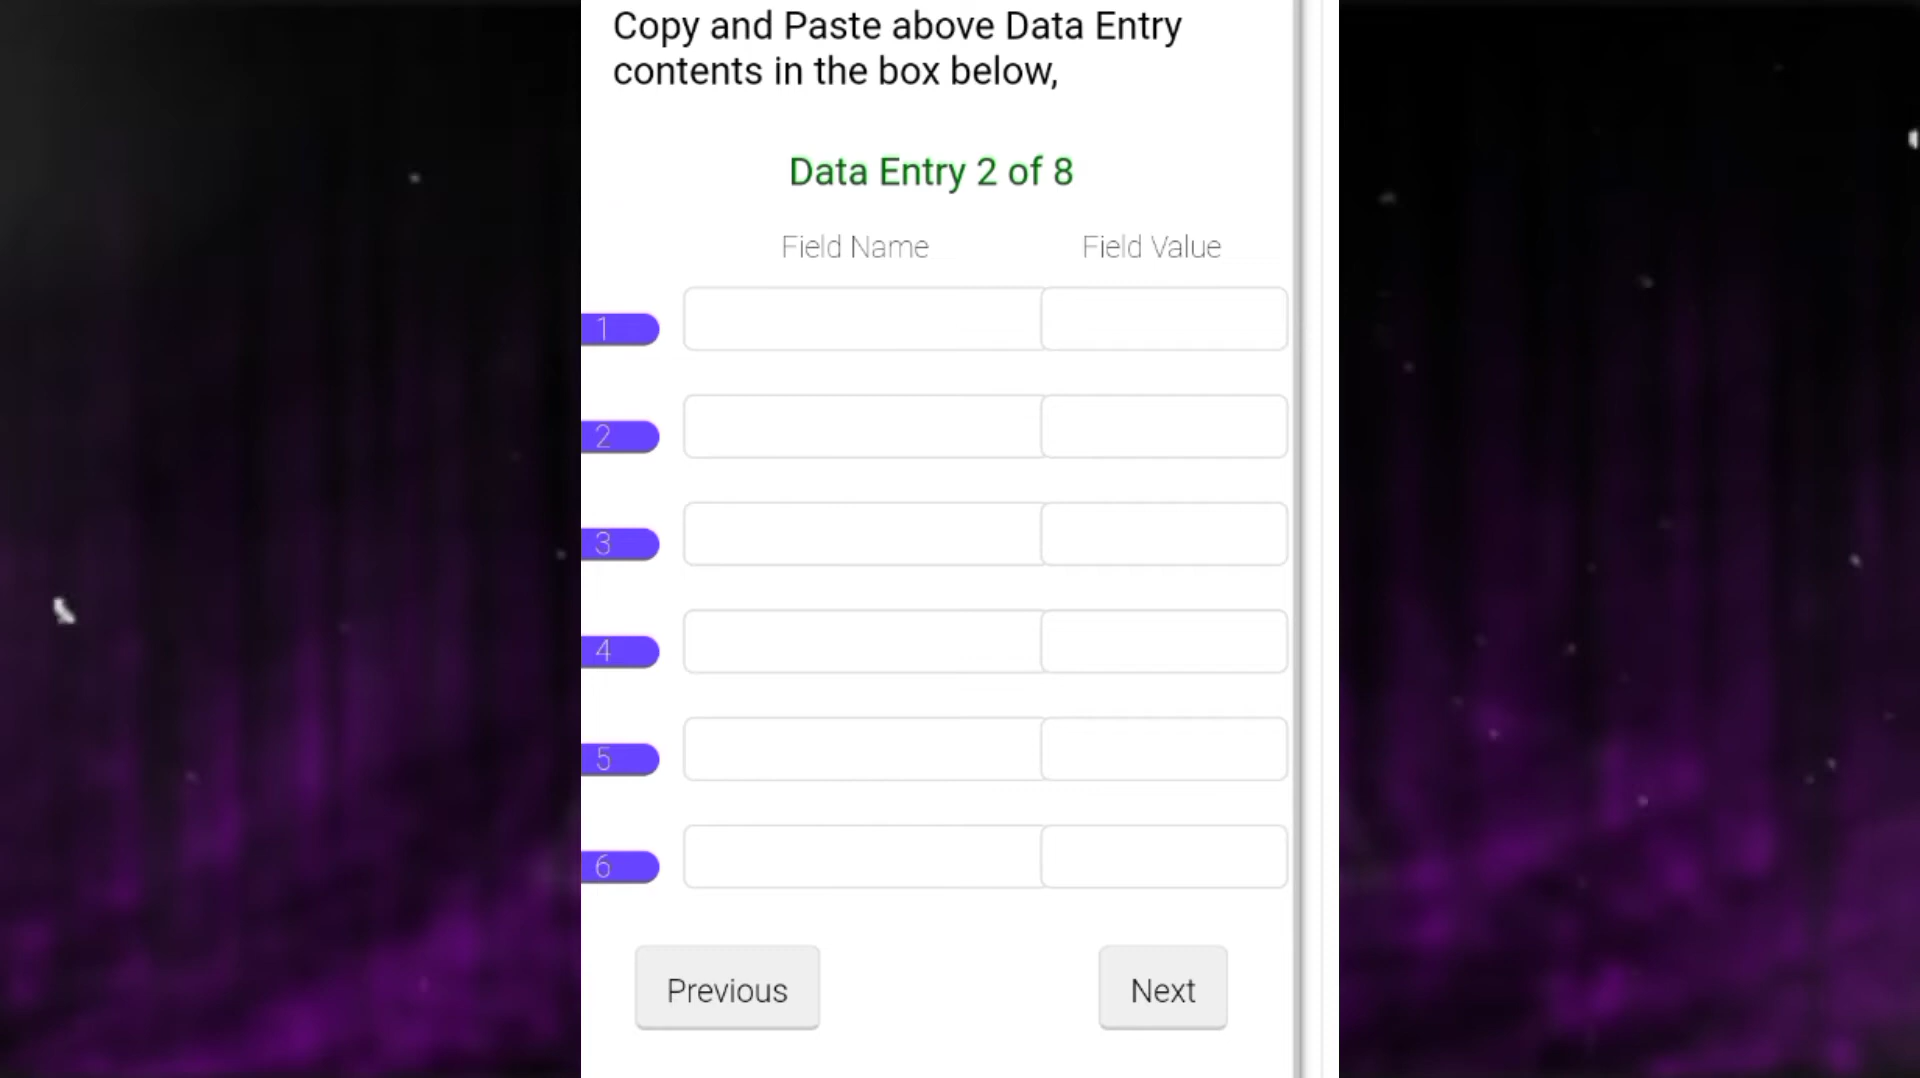 Copy and Paste above Data Entry
contents in the box below,
Data Entry 2 of 8
Field Name Field Value
1
2
3
4
5
6
Previous Next